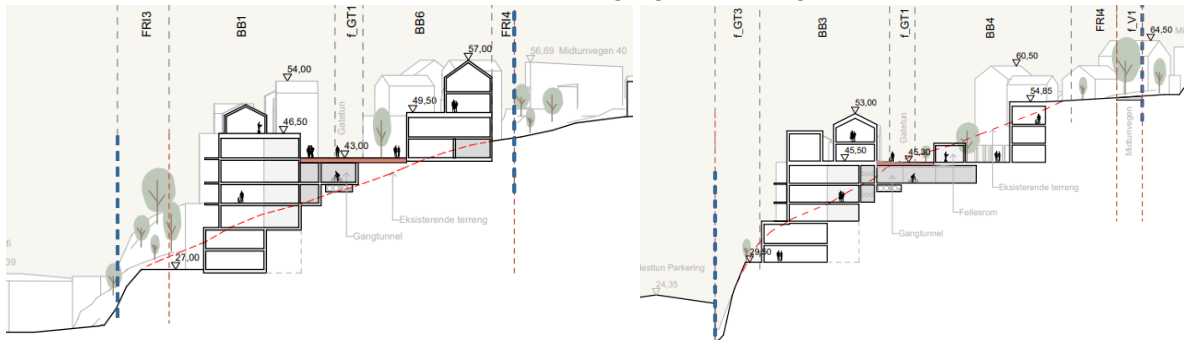 FRI3
BB1
f_GT1
BB6
FRI4
57,00
56,69 Midtunvegen 40
54,00
49,50
46,50
Gatetun
43,00
Eksisterende terreng
Gangtunnel
27,00
39
f_GT3
BB3
f_GT1
BB4
FRI4
f_V1
64,50
60,50
54,85
53,00
Gatetun
45,50
45,30
Midtunvegen
Eksisterende terreng
Fellesrom
Gangtunnel
29,50
lesttun Parkering
24,35